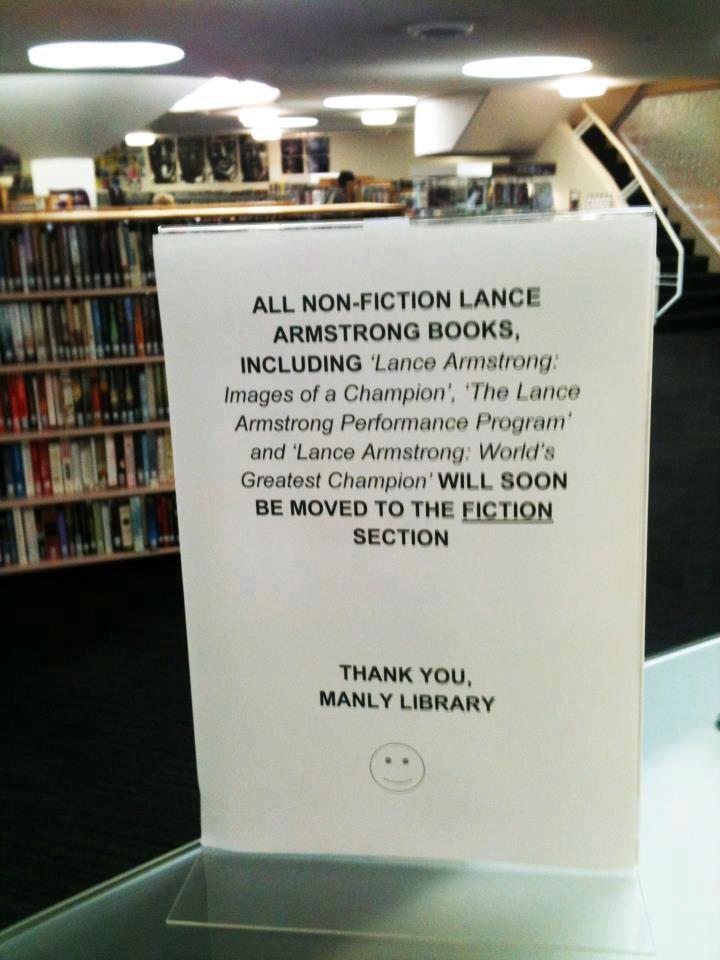 ALL NON-FICTION LANCE
ARMSTRONG BOOKS,
INCLUDING ‘Lance Armstrong:
Images of a Champion’, ‘The Lance
Armstrong Performance Program’
and ‘Lance Armstrong: World’s
Greatest Champion’ WILL SOON
BE MOVED TO THE FICTION
SECTION
THANK YOU,
MANLY LIBRARY